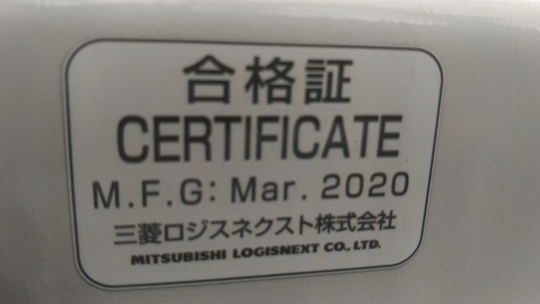 合格証
CERTIFICATE
M.F.G: Mar. 2020
三菱ロジスネクスト株式会社
MITSUBISHI LOGISNEXT CO., LTD.